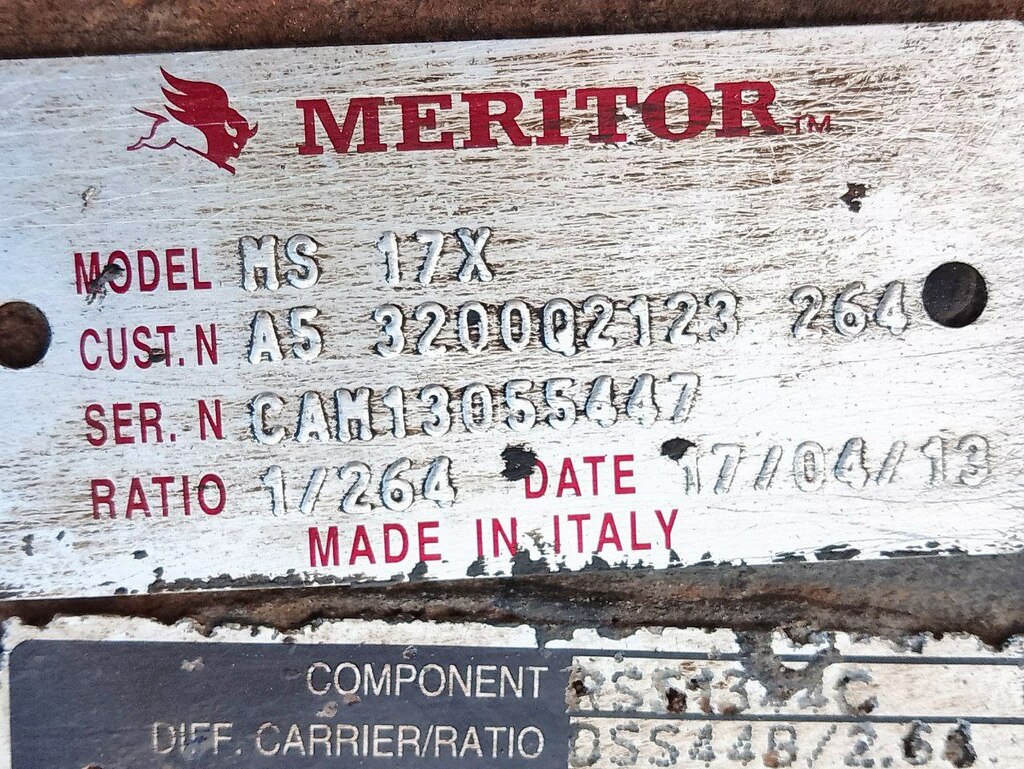 MERITOR™
MODEL MS 17X
CUST.N A5 3200Q2123 264
SER. N CAM13055447
RATIO 1/264 DATE 17/04/13
MADE IN ITALY
COMPONENT
DIFF. CARRIER/RATIO